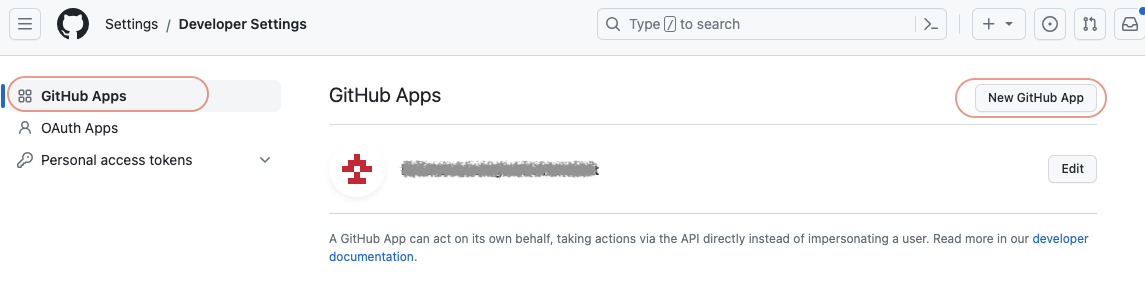 Settings / Developer Settings
Type / to search
GitHub Apps
OAuth Apps
Personal access tokens
GitHub Apps
New GitHub App
Edit
A GitHub App can act on its own behalf, taking actions via the API directly instead of impersonating a user. Read more in our developer
documentation.